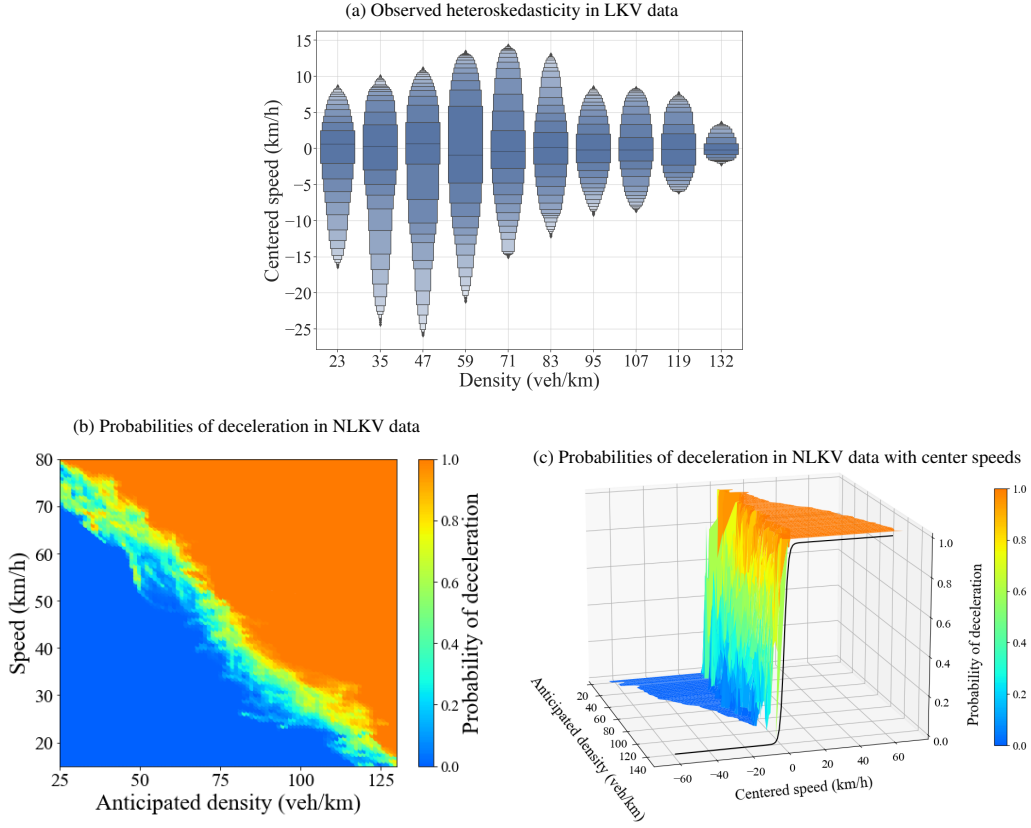 (a) Observed heteroskedasticity in LKV data
15
10
5
0
−5
−10
−15
−20
−25
Centered speed (km/h)
23 35 47 59 71 83 95 107 119 132
Density (veh/km)
(b) Probabilities of deceleration in NLKV data
80
70
60
50
40
30
20
Speed (km/h)
25 50 75 100 125
Anticipated density (veh/km)
1.0
0.8
0.6
0.4
0.2
0.0
Probability of deceleration
(c) Probabilities of deceleration in NLKV data with center speeds
20
40
60
80
100
120
140
Anticipated density (veh/km)
−60 −40 −20 0 20 40 60
Centered speed (km/h)
1.0
0.8
0.6
0.4
0.2
0.0
Probability of deceleration
1.0
0.8
0.6
0.4
0.2
0.0